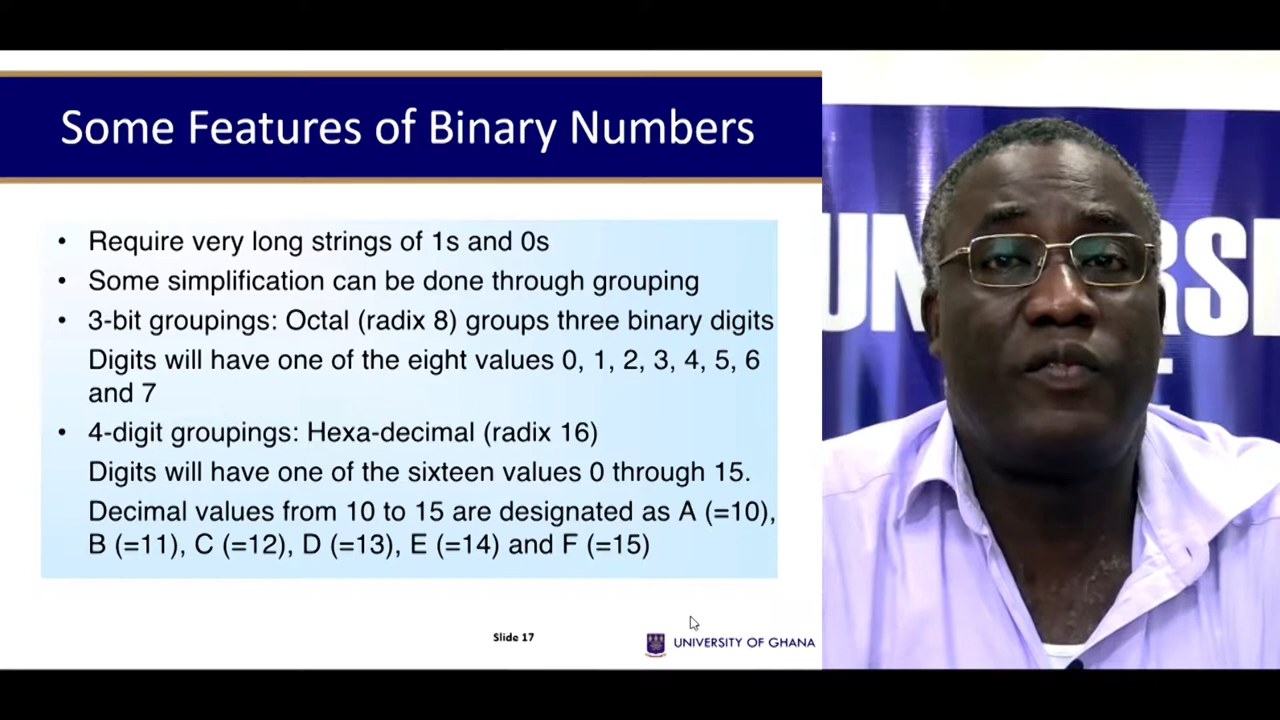 Some Features of Binary Numbers
• Require very long strings of 1s and 0s
• Some simplification can be done through grouping
• 3-bit groupings: Octal (radix 8) groups three binary digits
Digits will have one of the eight values 0, 1, 2, 3, 4, 5, 6
and 7
• 4-digit groupings: Hexa-decimal (radix 16)
Digits will have one of the sixteen values 0 through 15.
Decimal values from 10 to 15 are designated as A (=10),
B (=11), C (=12), D (=13), E (=14) and F (=15)
Slide 17
UNIVERSITY OF GHANA